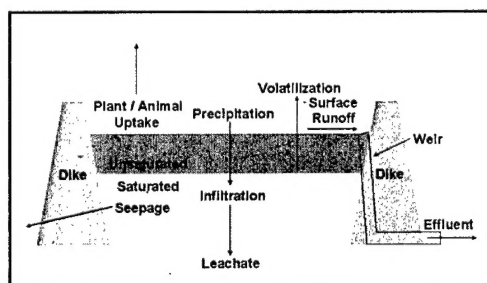 Volatilization
Plant / Animal
Uptake
Precipitation
Surface
Runoff
Weir
Unsaturated
Dike
Dike
Saturated
Seepage
Infiltration
Effluent
Leachate